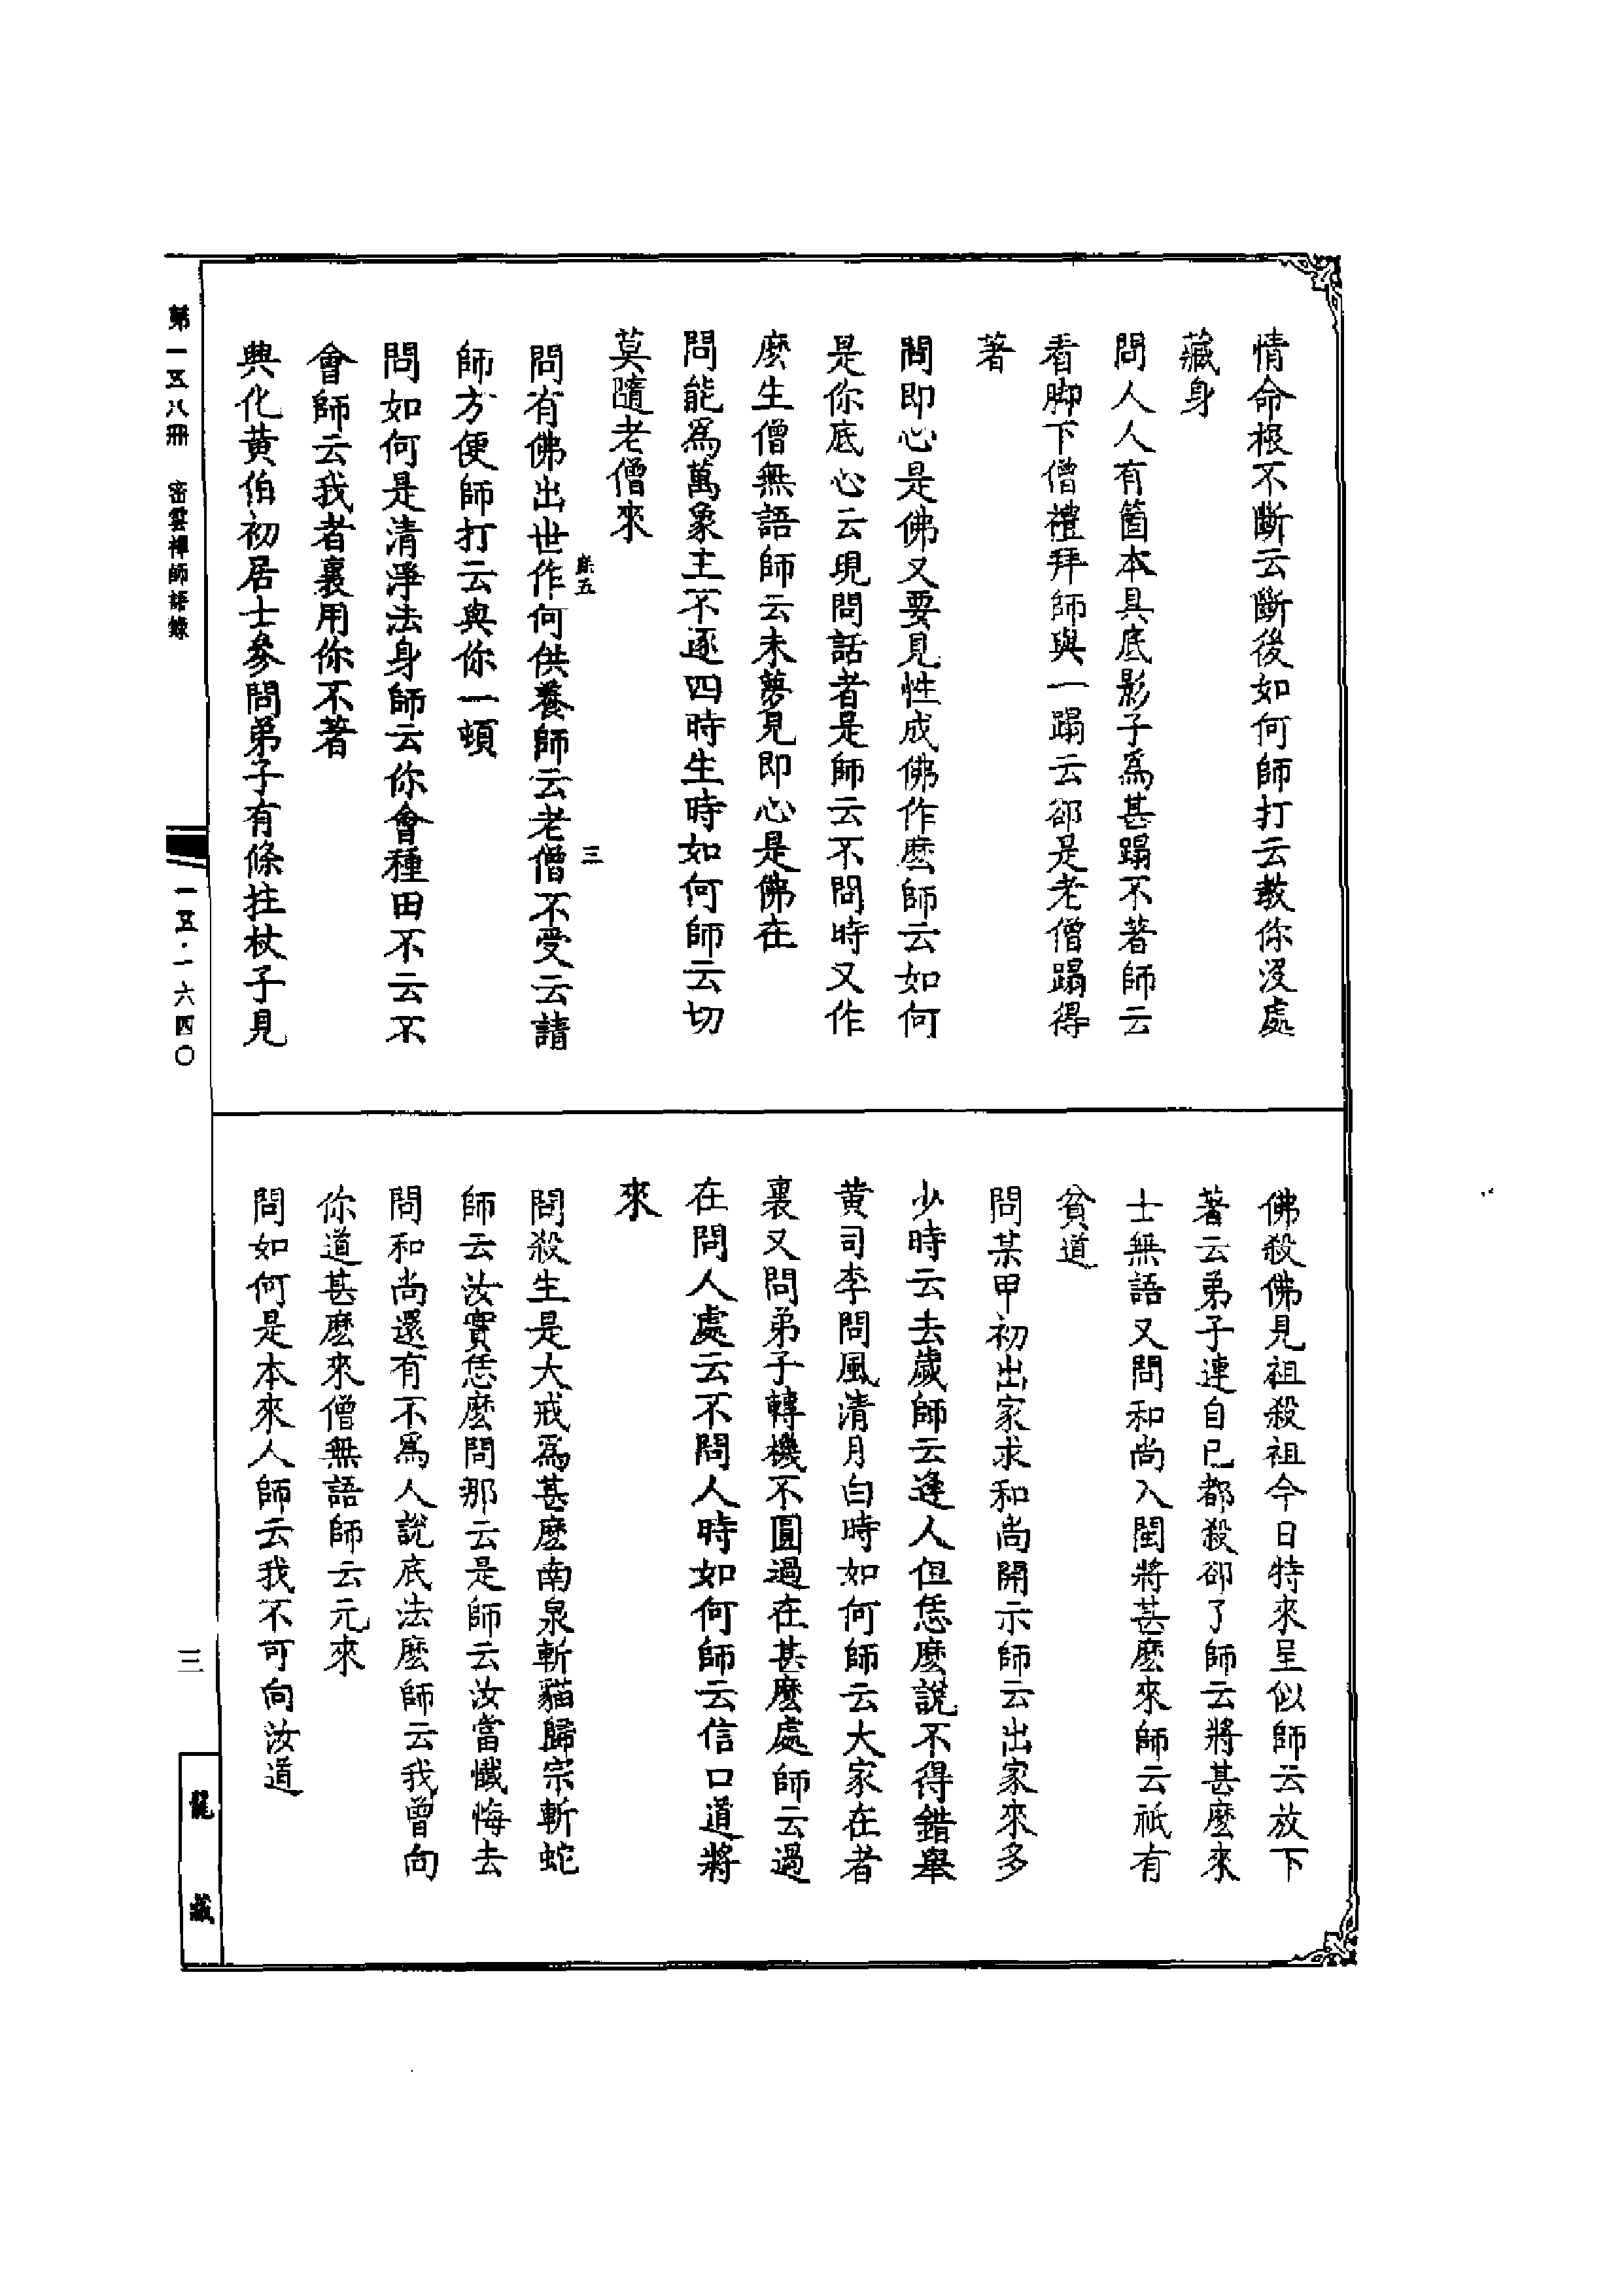 情命根不斷云斷後如何師打云教你沒處
藏身
問人人有箇本具底影子爲甚蹋不著師云
看脚下僧禮拜師與一蹋云郤是老僧蹋得
著
問即心是佛又要見性成佛作麽師云如何
是你底心云現問話者是師云不問時又作
麽生僧無語師云未夢見即心是佛在
問能爲萬象主不逐四時生時如何師云切
莫隨老僧來
問有佛出世作何供養師云老僧不受云請
師方便師打云與你一頓
問如何是清淨法身師云你會種田不云不
會師云我者裏用你不著
典化黄伯初居士參問弟子有條拄杖子見
佛殺佛見祖殺祖今日特來呈似師云放下
著云弟子連自己都殺郤了師云將甚麽來
士無語又問和尚入閩將甚麽來師云祇有
貧道
問某甲初出家求和尚開示師云出家來多
少時云去歲師云逢人但恁麽說不得錯舉
黄司李問風清月白時如何師云大家在者
裏又問弟子轉機不圓過在甚麽處師云過
在問人處云不問人時如何師云信口道將
來
問殺生是大戒爲甚麽南泉斬貓歸宗斬蛇
師云汝實恁麽問那云是師云汝當懺悔去
問和尚還有不爲人說底法麽師云我曾向
你道甚麽來僧無語師云元來
問如何是本來人師云我不可向汝道
五
三
第一五八冊 密雲禪師語錄
一五·一六四〇
三
龍藏